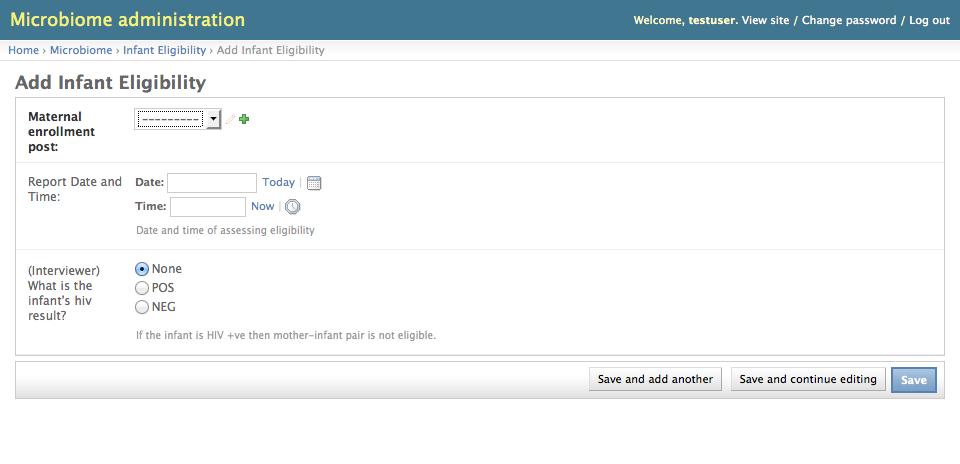 Microbiome administration
Welcome, testuser. View site / Change password / Log out
Home › Microbiome › Infant Eligibility › Add Infant Eligibility
Add Infant Eligibility
Maternal
enrollment
post:
---------
Report Date and
Time:
Date:
Today |
Time:
Now |
Date and time of assessing eligibility
(Interviewer)
What is the
infant's hiv
result?
None
POS
NEG
If the infant is HIV +ve then mother-infant pair is not eligible.
Save and add another
Save and continue editing
Save